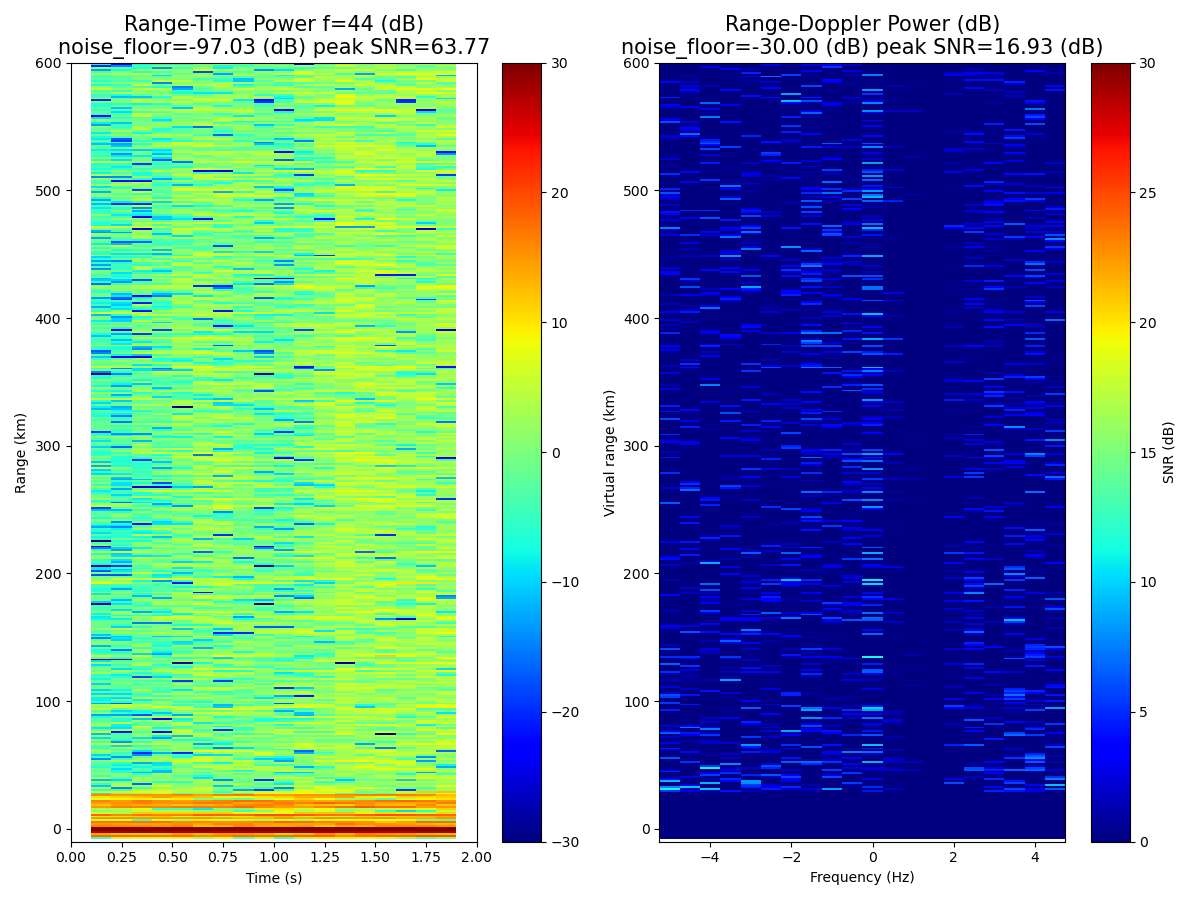 Range-Time Power f=44 (dB)
noise_floor=-97.03 (dB) peak SNR=63.77
Range-Doppler Power (dB)
noise_floor=-30.00 (dB) peak SNR=16.93 (dB)
Range (km)
600
500
400
300
200
100
0
0.00 0.25 0.50 0.75 1.00 1.25 1.50 1.75 2.00
Time (s)
30
20
10
0
−10
−20
−30
Virtual range (km)
600
500
400
300
200
100
0
−4 −2 0 2 4
Frequency (Hz)
30
25
20
15
10
5
0
SNR (dB)